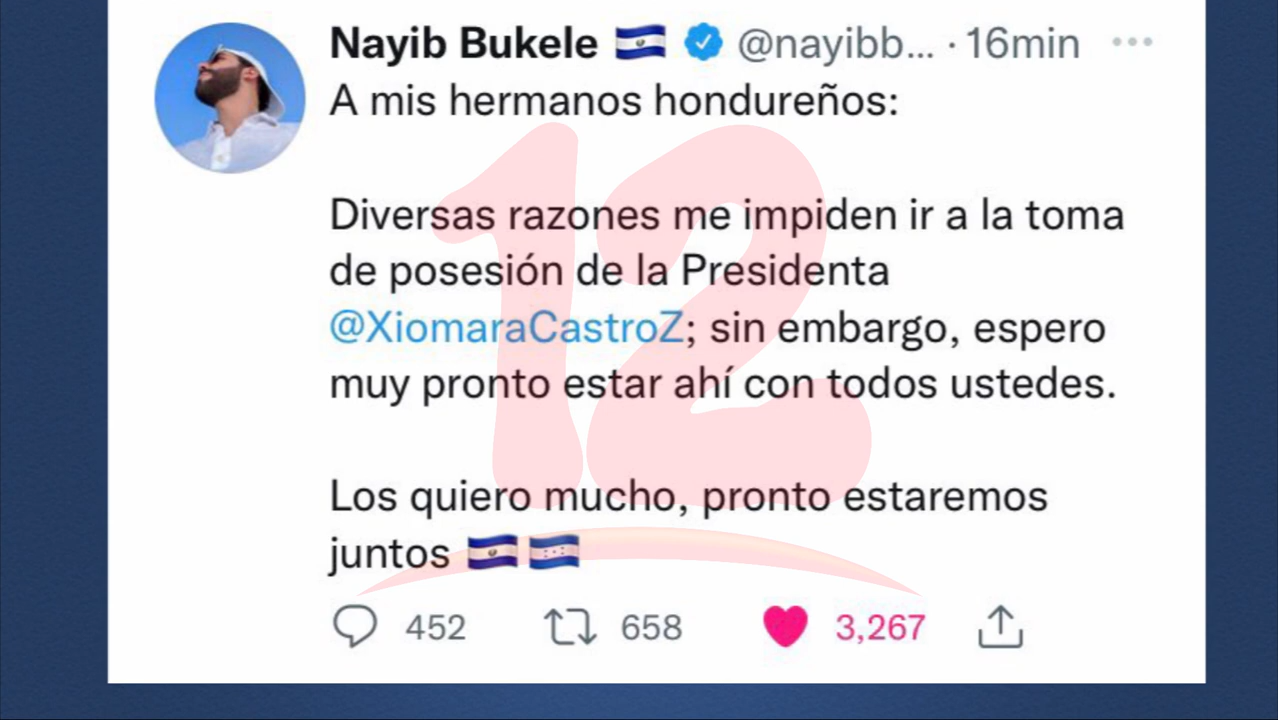 Nayib Bukele 🇸🇻 @nayibb... · 16min
A mis hermanos hondureños:
Diversas razones me impiden ir a la toma
de posesión de la Presidenta
@XiomaraCastroZ; sin embargo, espero
muy pronto estar ahí con todos ustedes.
Los quiero mucho, pronto estaremos
juntos 🇸🇻 🇭🇳
452 658 3,267
12